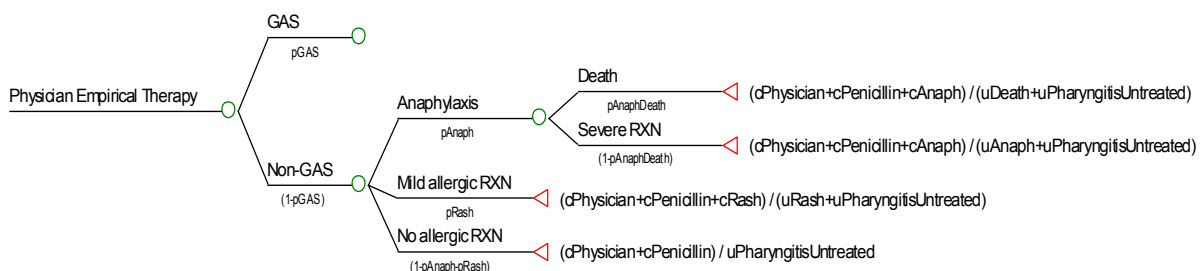 GAS
pGAS
Physician Empirical Therapy
Non-GAS
(1-pGAS)
Anaphylaxis
pAnaph
Death
pAnaphDeath
(cPhysician+cPenicillin+cAnaph) / (uDeath+uPharyngitisUntreated)
Severe RXN
(1-pAnaphDeath)
(cPhysician+cPenicillin+cAnaph) / (uAnaph+uPharyngitisUntreated)
Mild allergic RXN
pRash
(cPhysician+cPenicillin+cRash) / (uRash+uPharyngitisUntreated)
No allergic RXN
(1-pAnaph-pRash)
(cPhysician+cPenicillin) / uPharyngitisUntreated